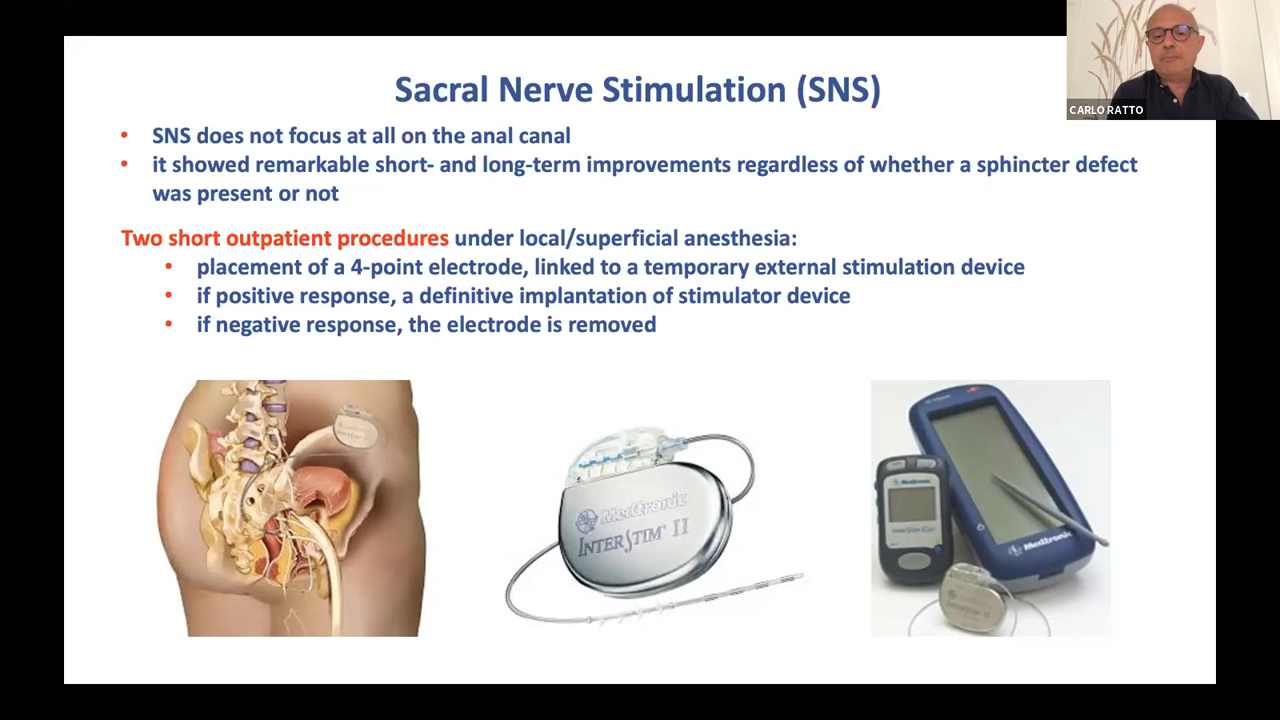 Sacral Nerve Stimulation (SNS)
CARLO RATTO
• SNS does not focus at all on the anal canal
• it showed remarkable short- and long-term improvements regardless of whether a sphincter defect
was present or not
Two short outpatient procedures under local/superficial anesthesia:
• placement of a 4-point electrode, linked to a temporary external stimulation device
• if positive response, a definitive implantation of stimulator device
• if negative response, the electrode is removed
Medtronic
INTERSTIM® II
Medtronic
Medtronic